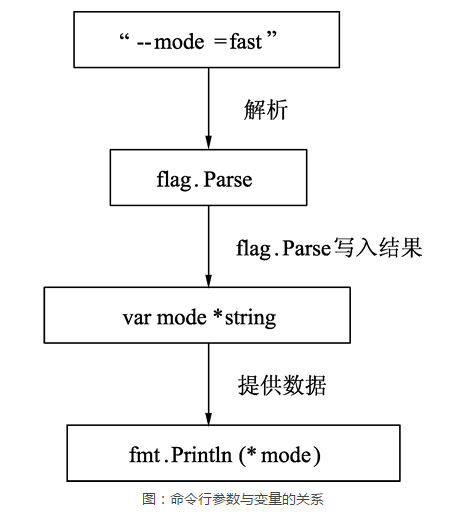 “ --mode =fast ”
解析
flag.Parse
flag.Parse写入结果
var mode *string
提供数据
fmt.Println (* mode)
图：命令行参数与变量的关系